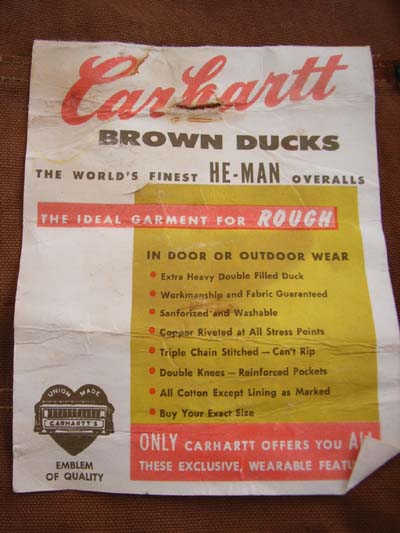 Carhartt
BROWN DUCKS
THE WORLD'S FINEST HE-MAN OVERALLS
THE IDEAL GARMENT FOR ROUGH
IN DOOR OR OUTDOOR WEAR
• Extra Heavy Double Filled Duck
• Workmanship and Fabric Guaranteed
• Sanforized and Washable
• Copper Riveted at All Stress Points
• Triple Chain Stitched — Can't Rip
• Double Knees — Reinforced Pockets
• All Cotton Except Lining as Marked
• Buy Your Exact Size
UNION MADE
CARHARTT'S
EMBLEM
OF QUALITY
ONLY CARHARTT OFFERS YOU
THESE EXCLUSIVE, WEARABLE